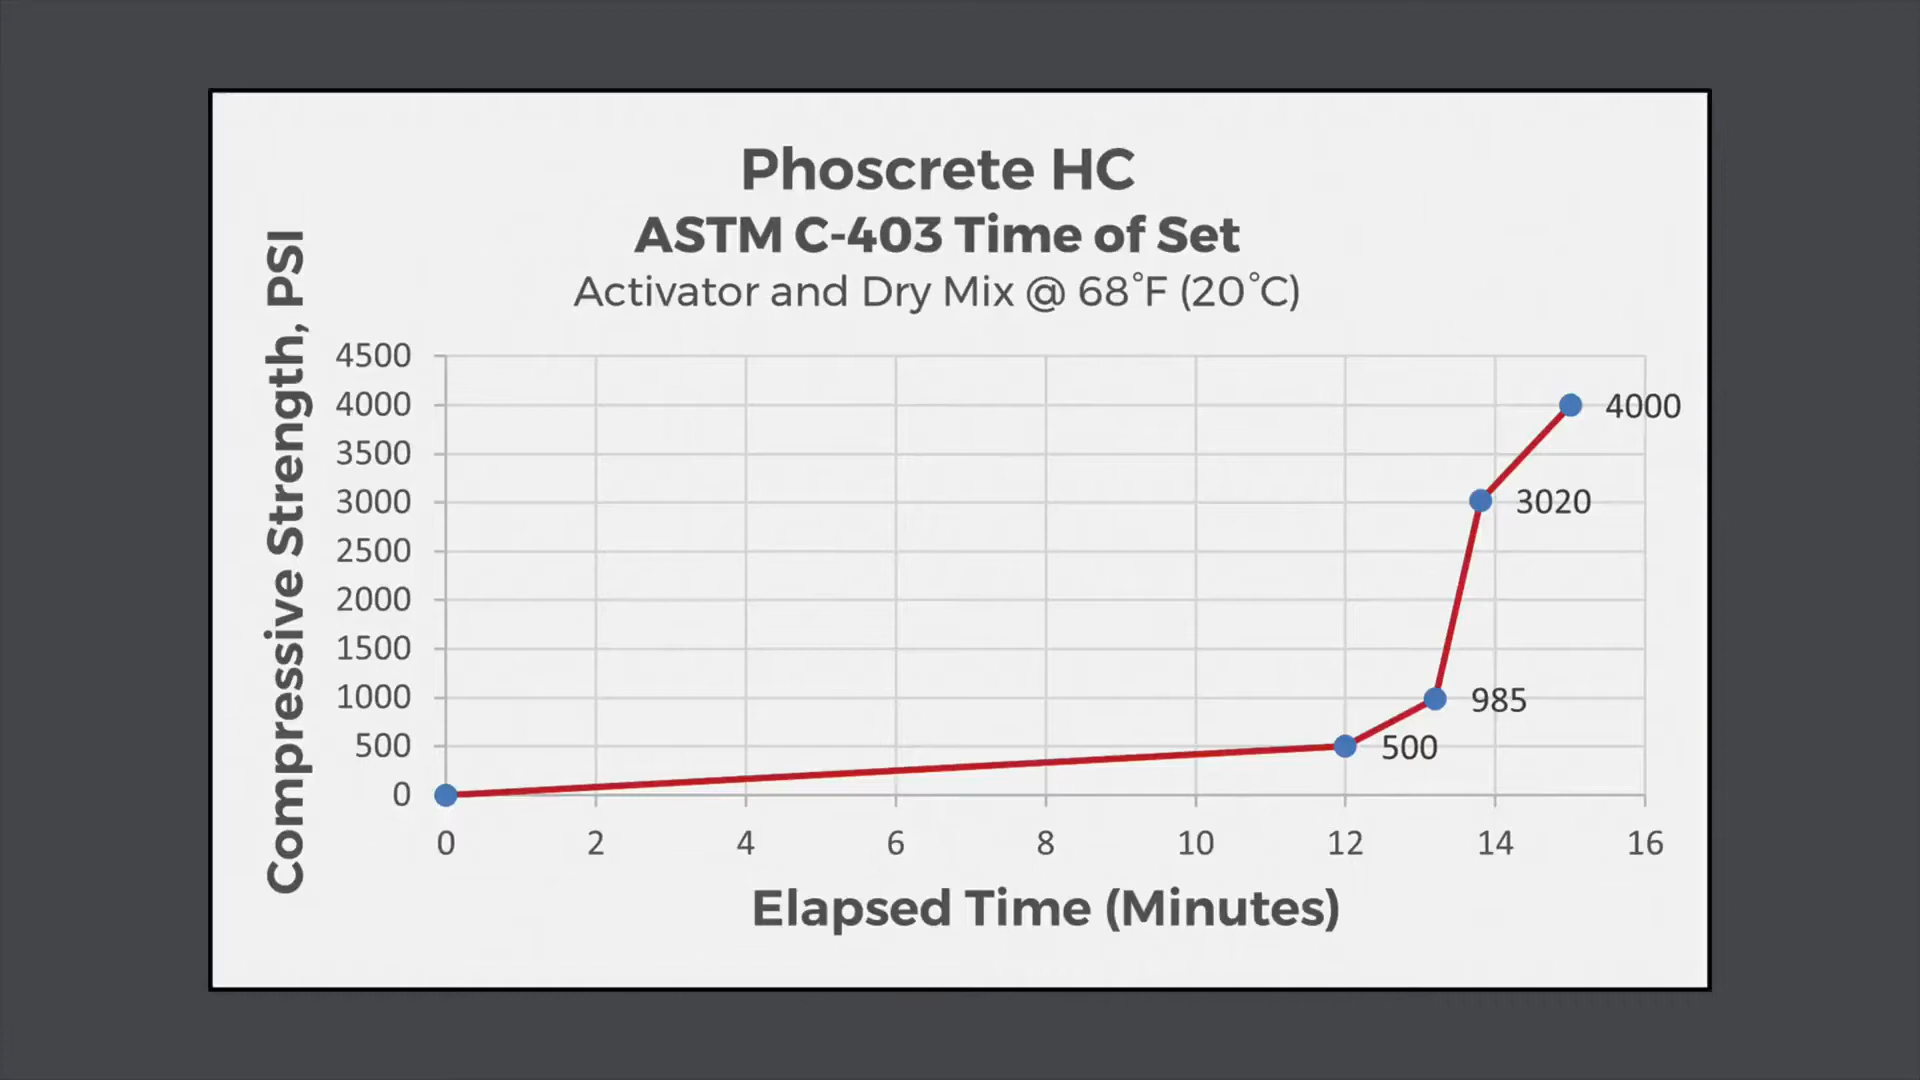 Phoscrete HC
ASTM C-403 Time of Set
Activator and Dry Mix @ 68°F (20°C)
Compressive Strength, PSI
4500
4000
3500
3000
2500
2000
1500
1000
500
0
4000
3020
985
500
0 2 4 6 8 10 12 14 16
Elapsed Time (Minutes)